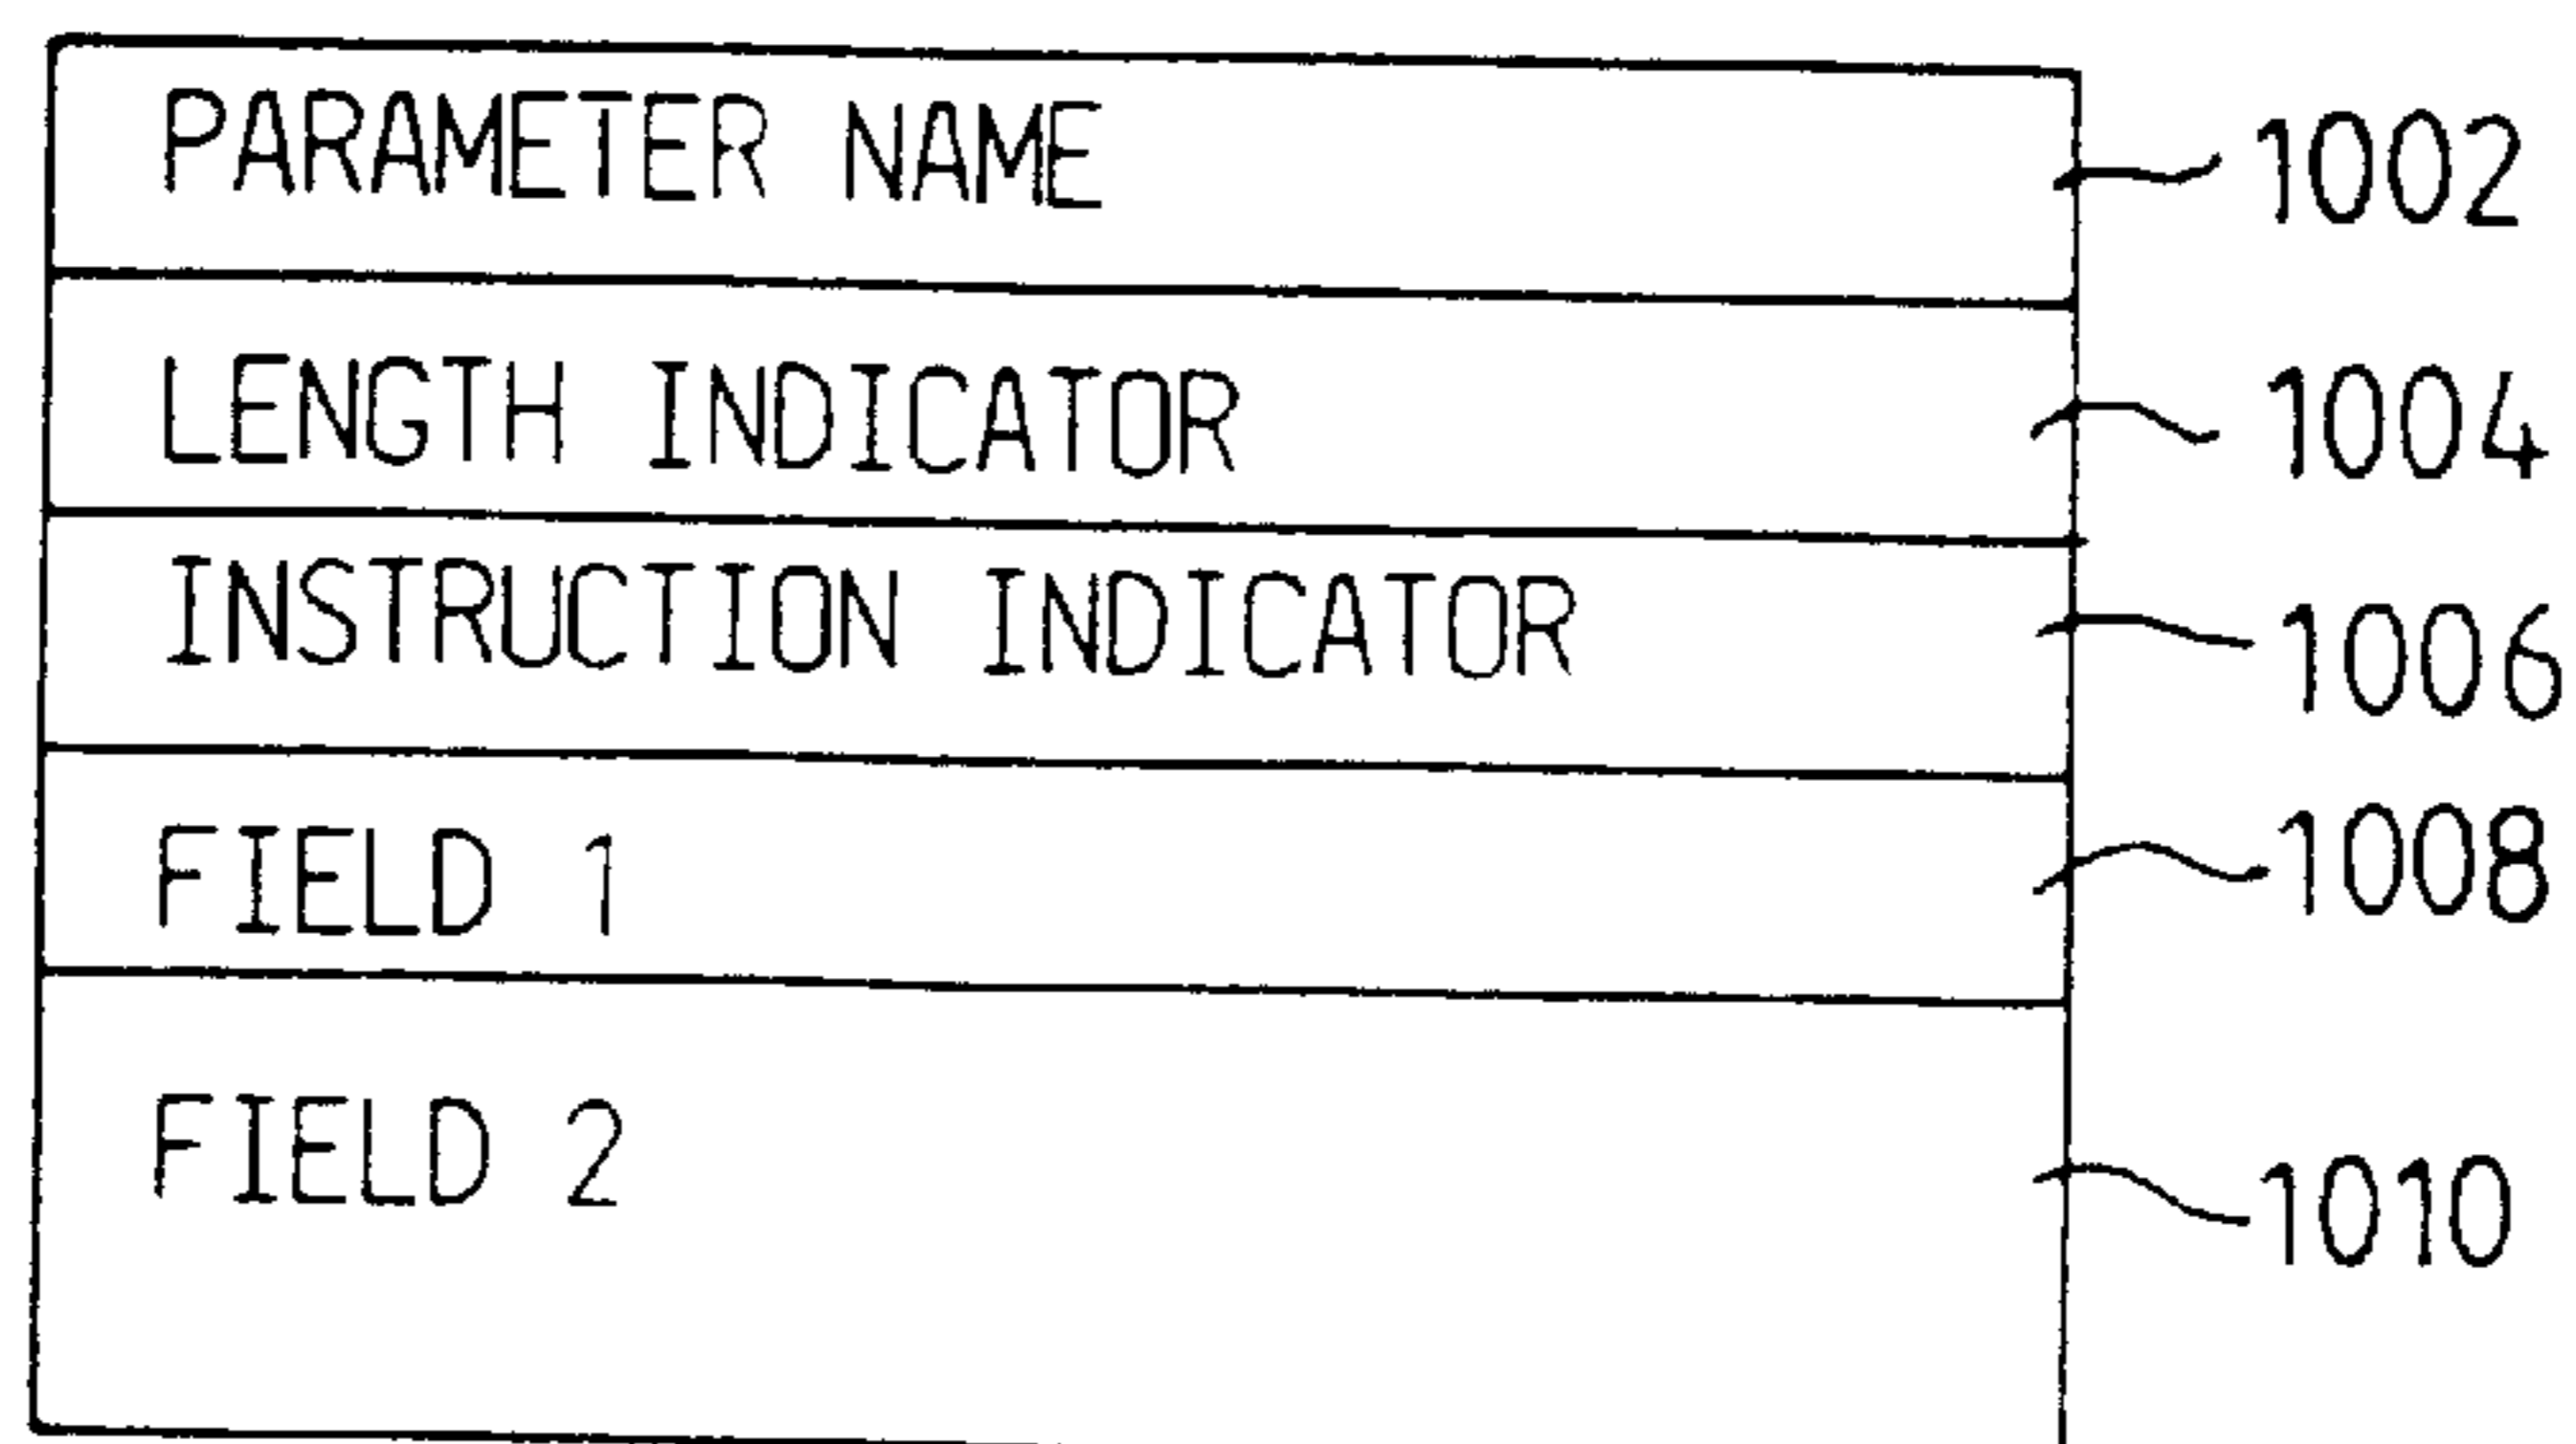 PARAMETER NAME 1002
LENGTH INDICATOR 1004
INSTRUCTION INDICATOR 1006
FIELD 1 1008
FIELD 2 1010